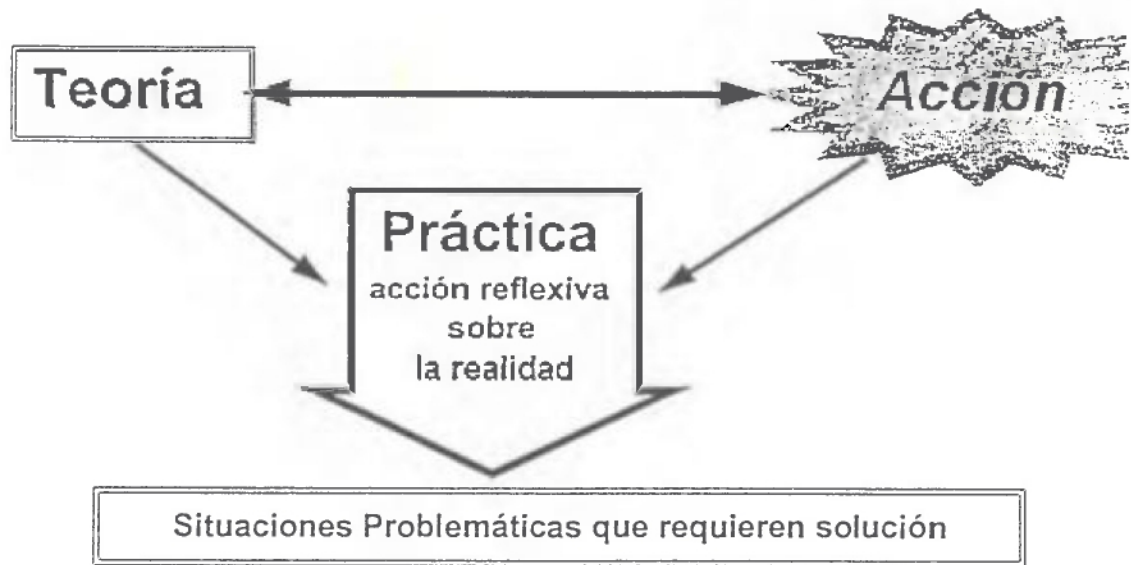 Teoría
Acción
Práctica
acción reflexiva
sobre
la realidad
Situaciones Problemáticas que requieren solución